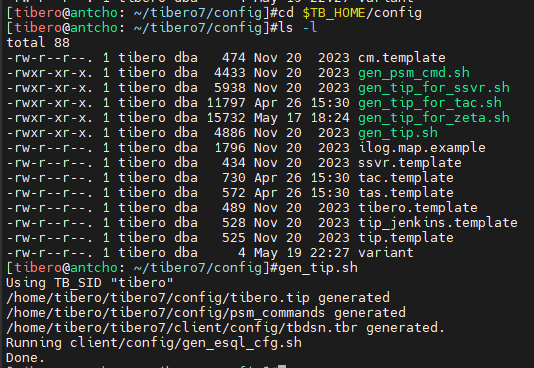 [tibero@antcho: ~/tibero7/config]#cd $TB_HOME/config
[tibero@antcho: ~/tibero7/config]#ls -l
total 88
-rw-r--r--. 1 tibero dba   474 Nov 20  2023 cm.template
-rwxr-xr-x. 1 tibero dba  4433 Nov 20  2023 gen_psm_cmd.sh
-rwxr-xr-x. 1 tibero dba  5938 Nov 20  2023 gen_tip_for_ssvr.sh
-rwxr-xr-x. 1 tibero dba 11797 Apr 26 15:30 gen_tip_for_tac.sh
-rwxr-xr-x. 1 tibero dba 15732 May 17 18:24 gen_tip_for_zeta.sh
-rwxr-xr-x. 1 tibero dba  4886 Nov 20  2023 gen_tip.sh
-rw-r--r--. 1 tibero dba  1796 Nov 20  2023 ilog.map.example
-rw-r--r--. 1 tibero dba   434 Nov 20  2023 ssvr.template
-rw-r--r--. 1 tibero dba   730 Apr 26 15:30 tac.template
-rw-r--r--. 1 tibero dba   572 Apr 26 15:30 tas.template
-rw-r--r--. 1 tibero dba   489 Nov 20  2023 tibero.template
-rw-r--r--. 1 tibero dba   528 Nov 20  2023 tip_jenkins.template
-rw-r--r--. 1 tibero dba   525 Nov 20  2023 tip.template
-rw-r--r--. 1 tibero dba     4 May 19 22:27 variant
[tibero@antcho: ~/tibero7/config]#gen_tip.sh
Using TB_SID "tibero"
/home/tibero/tibero7/config/tibero.tip generated
/home/tibero/tibero7/config/psm_commands generated
/home/tibero/tibero7/client/config/tbdsn.tbr generated.
Running client/config/gen_esql_cfg.sh
Done.